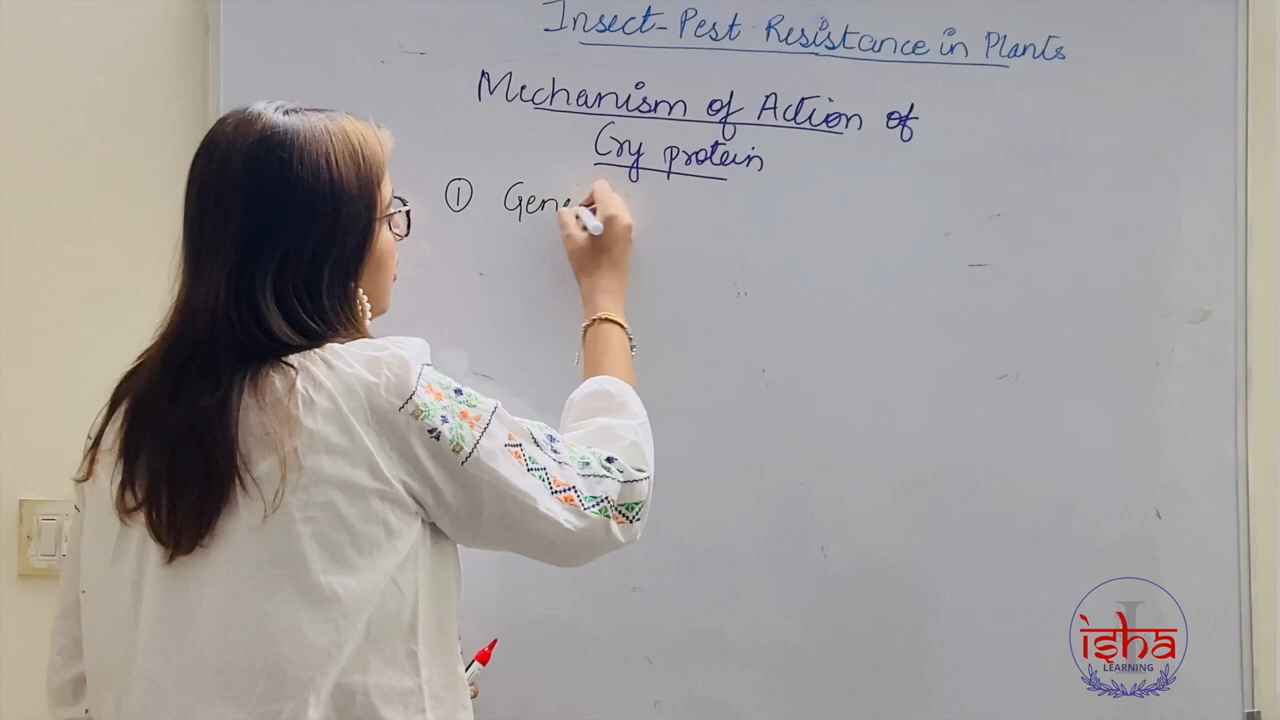 Insect-Pest Resistance in Plants
Mechanism of Action of
Cry protein
① Gene
isha
LEARNING